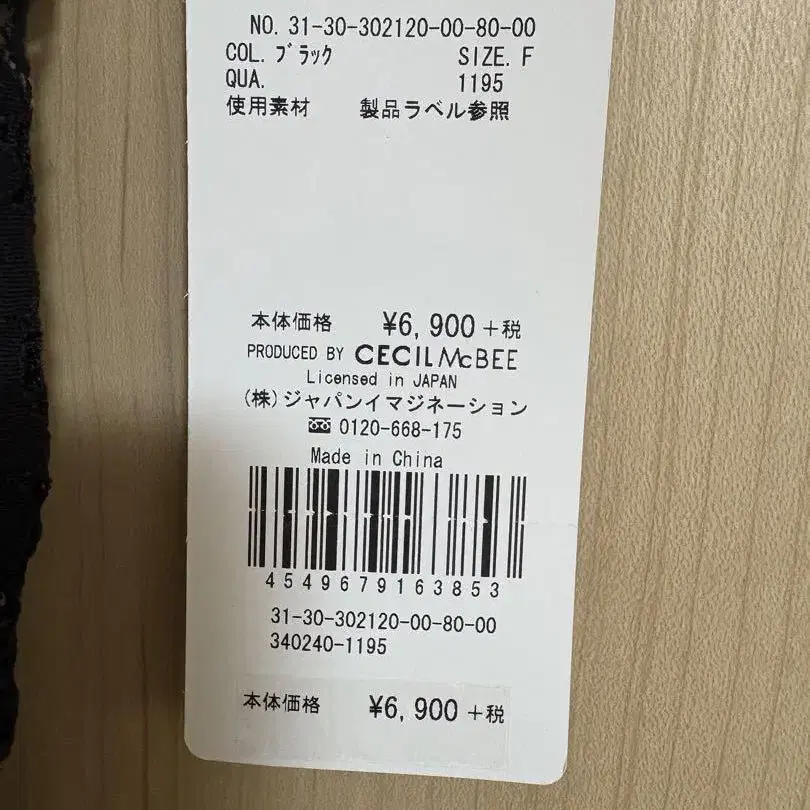 NO. 31-30-302120-00-80-00
COL. ブラック SIZE. F
QUA. 1195
使用素材 製品ラベル参照
本体価格 ¥6,900+税
PRODUCED BY CECIL McBEE
Licensed in JAPAN
(株)ジャパンイマジネーション
0120-668-175
Made in China
4549679163853
31-30-302120-00-80-00
340240-1195
本体価格 ¥6,900+税